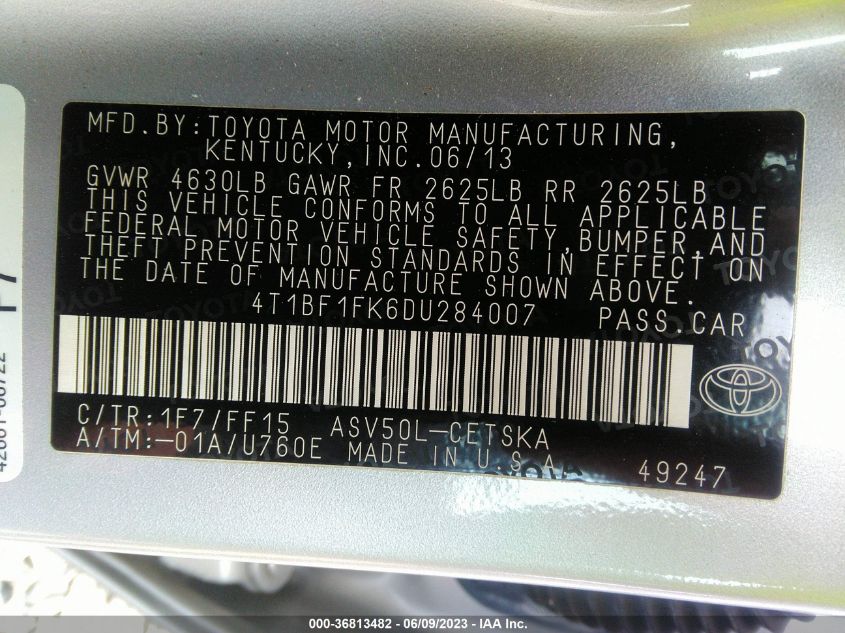 MFD.BY:TOYOTA MOTOR MANUFACTURING,
KENTUCKY,INC.06/13
GVWR 4630LB GAWR FR 2625LB RR 2625LB
THIS VEHICLE CONFORMS TO ALL APPLICABLE
FEDERAL MOTOR VEHICLE SAFETY,BUMPER,AND
THEFT PREVENTION STANDARDS IN EFFECT ON
THE DATE OF MANUFACTURE SHOWN ABOVE.
4T1BF1FK6DU284007 PASS.CAR
C/TR:1F7/FF15 ASV50L-CETSKA
A/TM:-01A/U760E MADE IN U.S.A.
49247
000-36813482 - 06/09/2023 - IAA Inc.